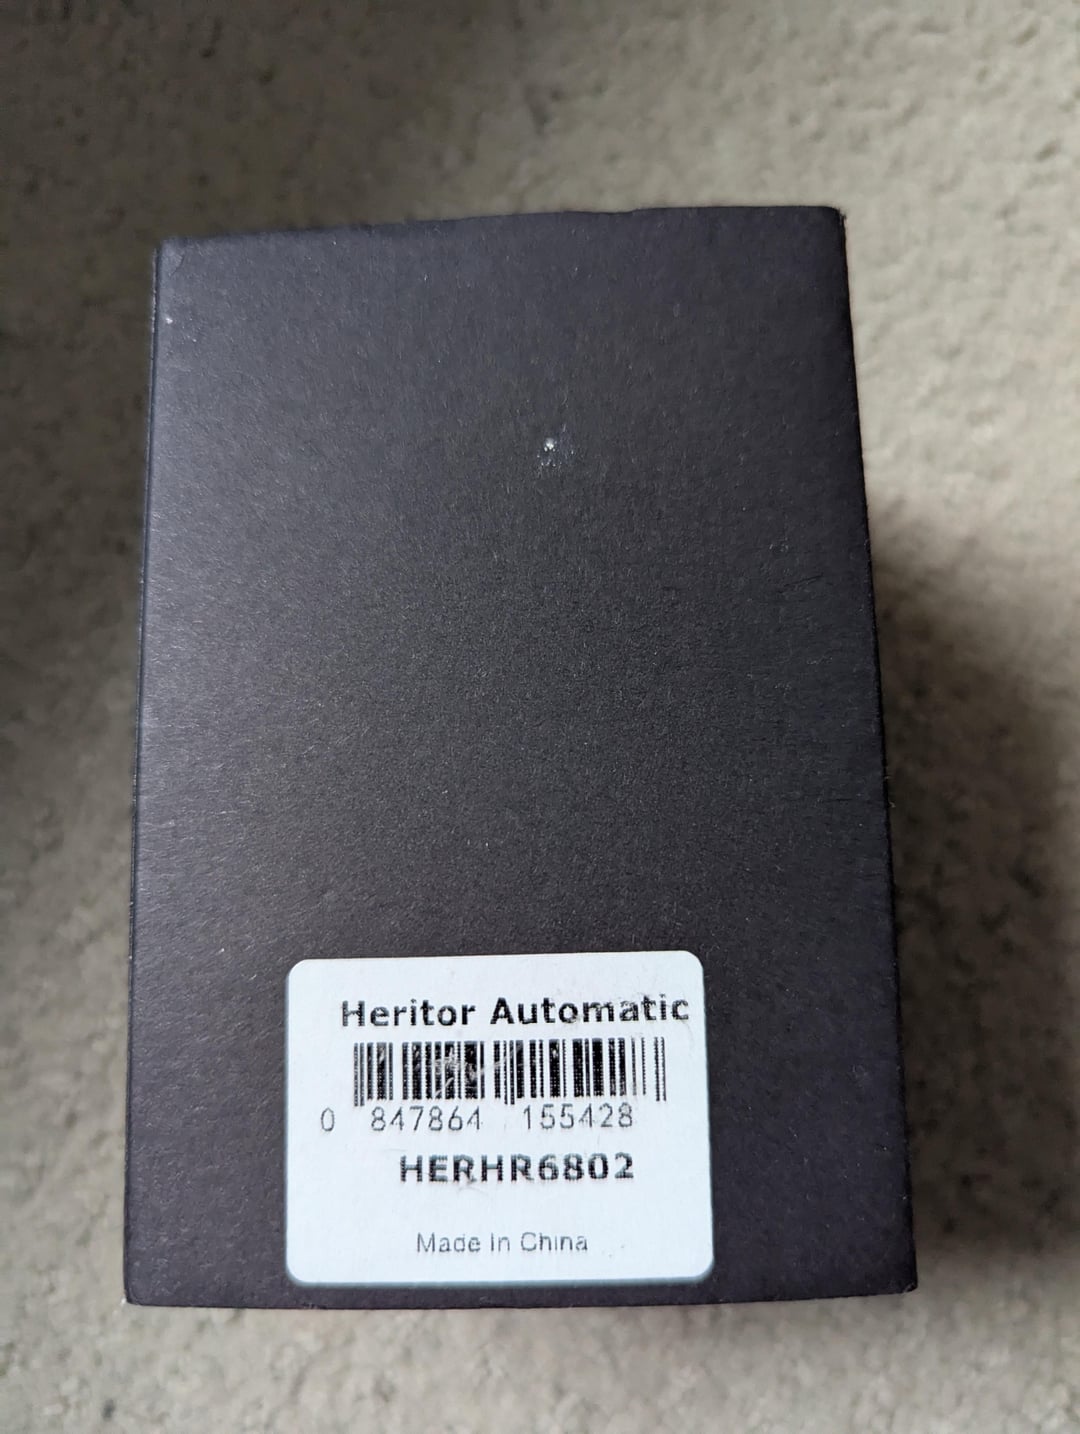 Heritor Automatic
0 847864 155428
HERHR6802
Made In China